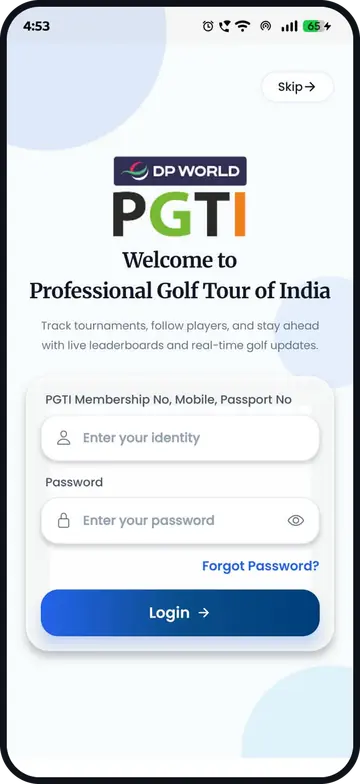 4:53
65
Skip→
DP WORLD
PGTI
Welcome to
Professional Golf Tour of India
Track tournaments, follow players, and stay ahead
with live leaderboards and real-time golf updates.
PGTI Membership No, Mobile, Passport No
Enter your identity
Password
Enter your password
Forgot Password?
Login →